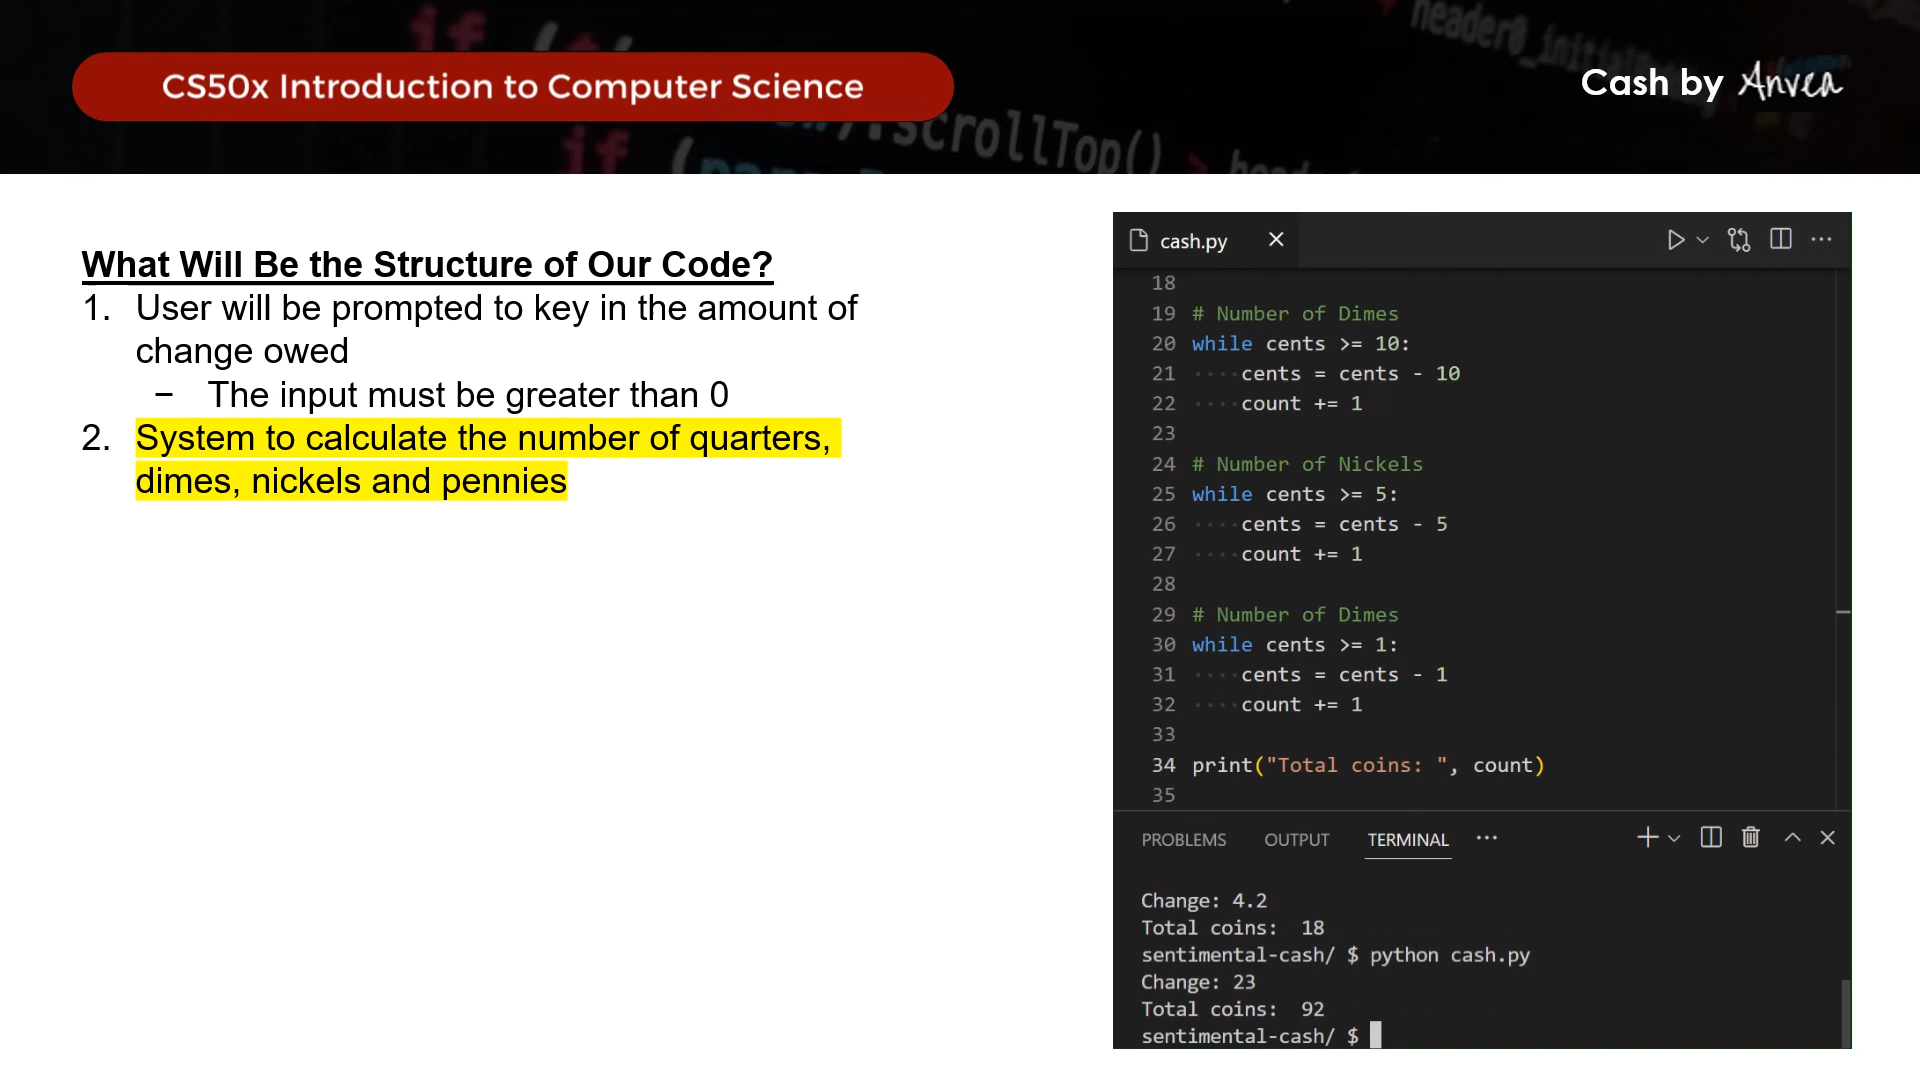 if (t(
header0_initial
CS50x Introduction to Computer Science
Cash by Anvea
.scrollTop() > header
if (par
What Will Be the Structure of Our Code?
1. User will be prompted to key in the amount of
change owed
− The input must be greater than 0
2. System to calculate the number of quarters,
dimes, nickels and pennies
cash.py
18
19 # Number of Dimes
20 while cents >= 10:
21 ····cents = cents - 10
22 ····count += 1
23
24 # Number of Nickels
25 while cents >= 5:
26 ····cents = cents - 5
27 ····count += 1
28
29 # Number of Dimes
30 while cents >= 1:
31 ····cents = cents - 1
32 ····count += 1
33
34 print("Total coins: ", count)
35
PROBLEMS OUTPUT TERMINAL ···
Change: 4.2
Total coins:  18
sentimental-cash/ $ python cash.py
Change: 23
Total coins:  92
sentimental-cash/ $